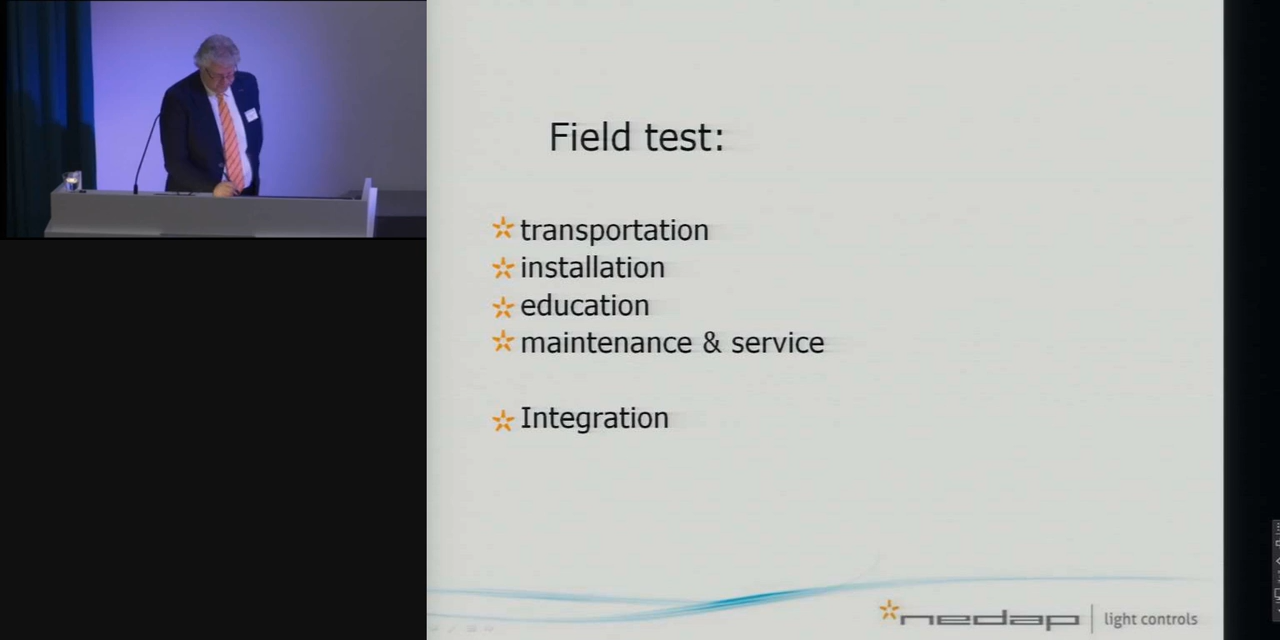 Field test:
transportation
installation
education
maintenance & service
Integration
nedap light controls